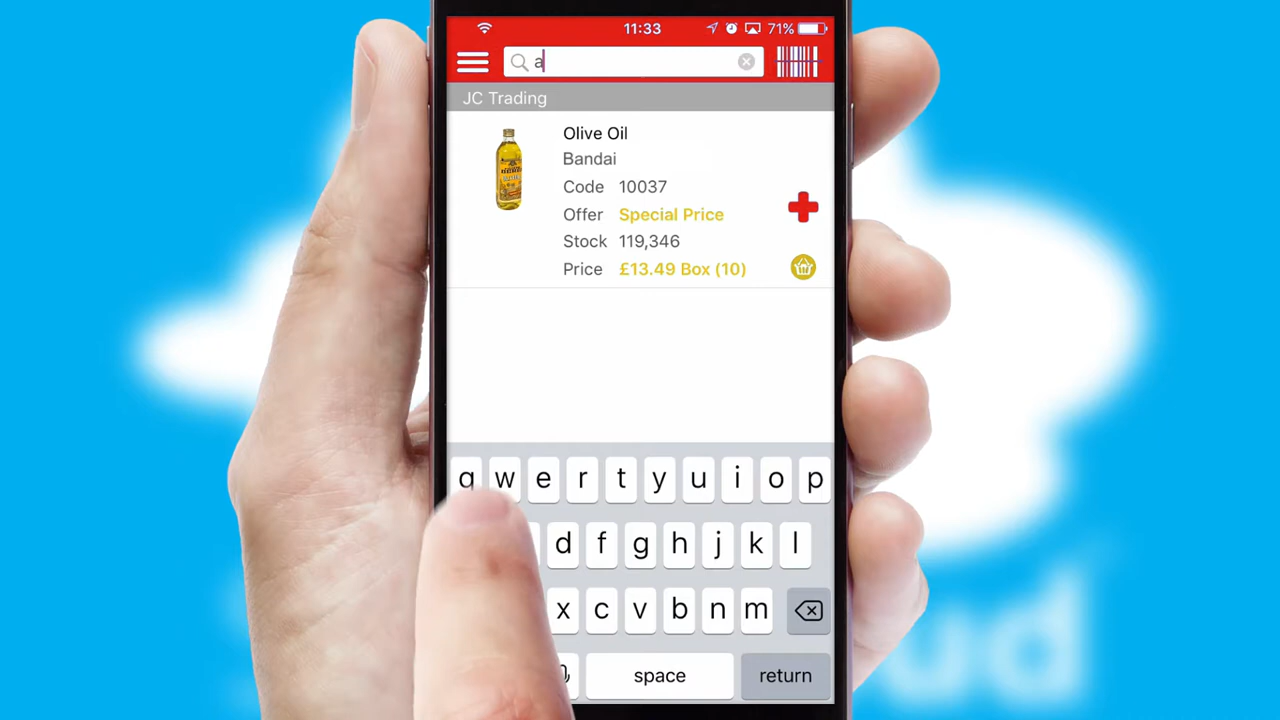 11:33
71%
a
JC Trading
Olive Oil
Bandai
Code 10037
Offer Special Price
Stock 119,346
Price £13.49 Box (10)
q w e r t y u i o p
d f g h j k l
x c v b n m
space return